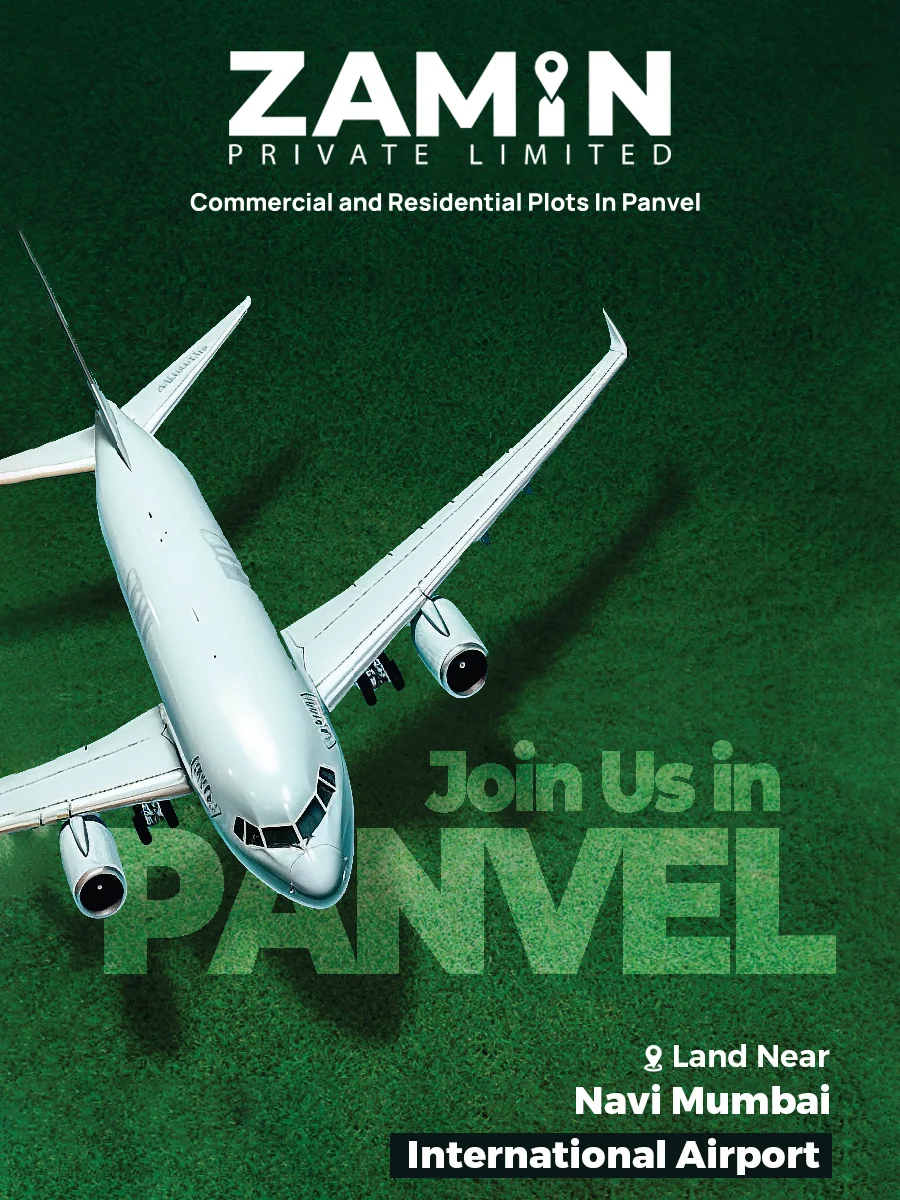 ZAMIN
PRIVATE LIMITED
Commercial and Residential Plots In Panvel
Join Us in
PANVEL
Land Near
Navi Mumbai
International Airport